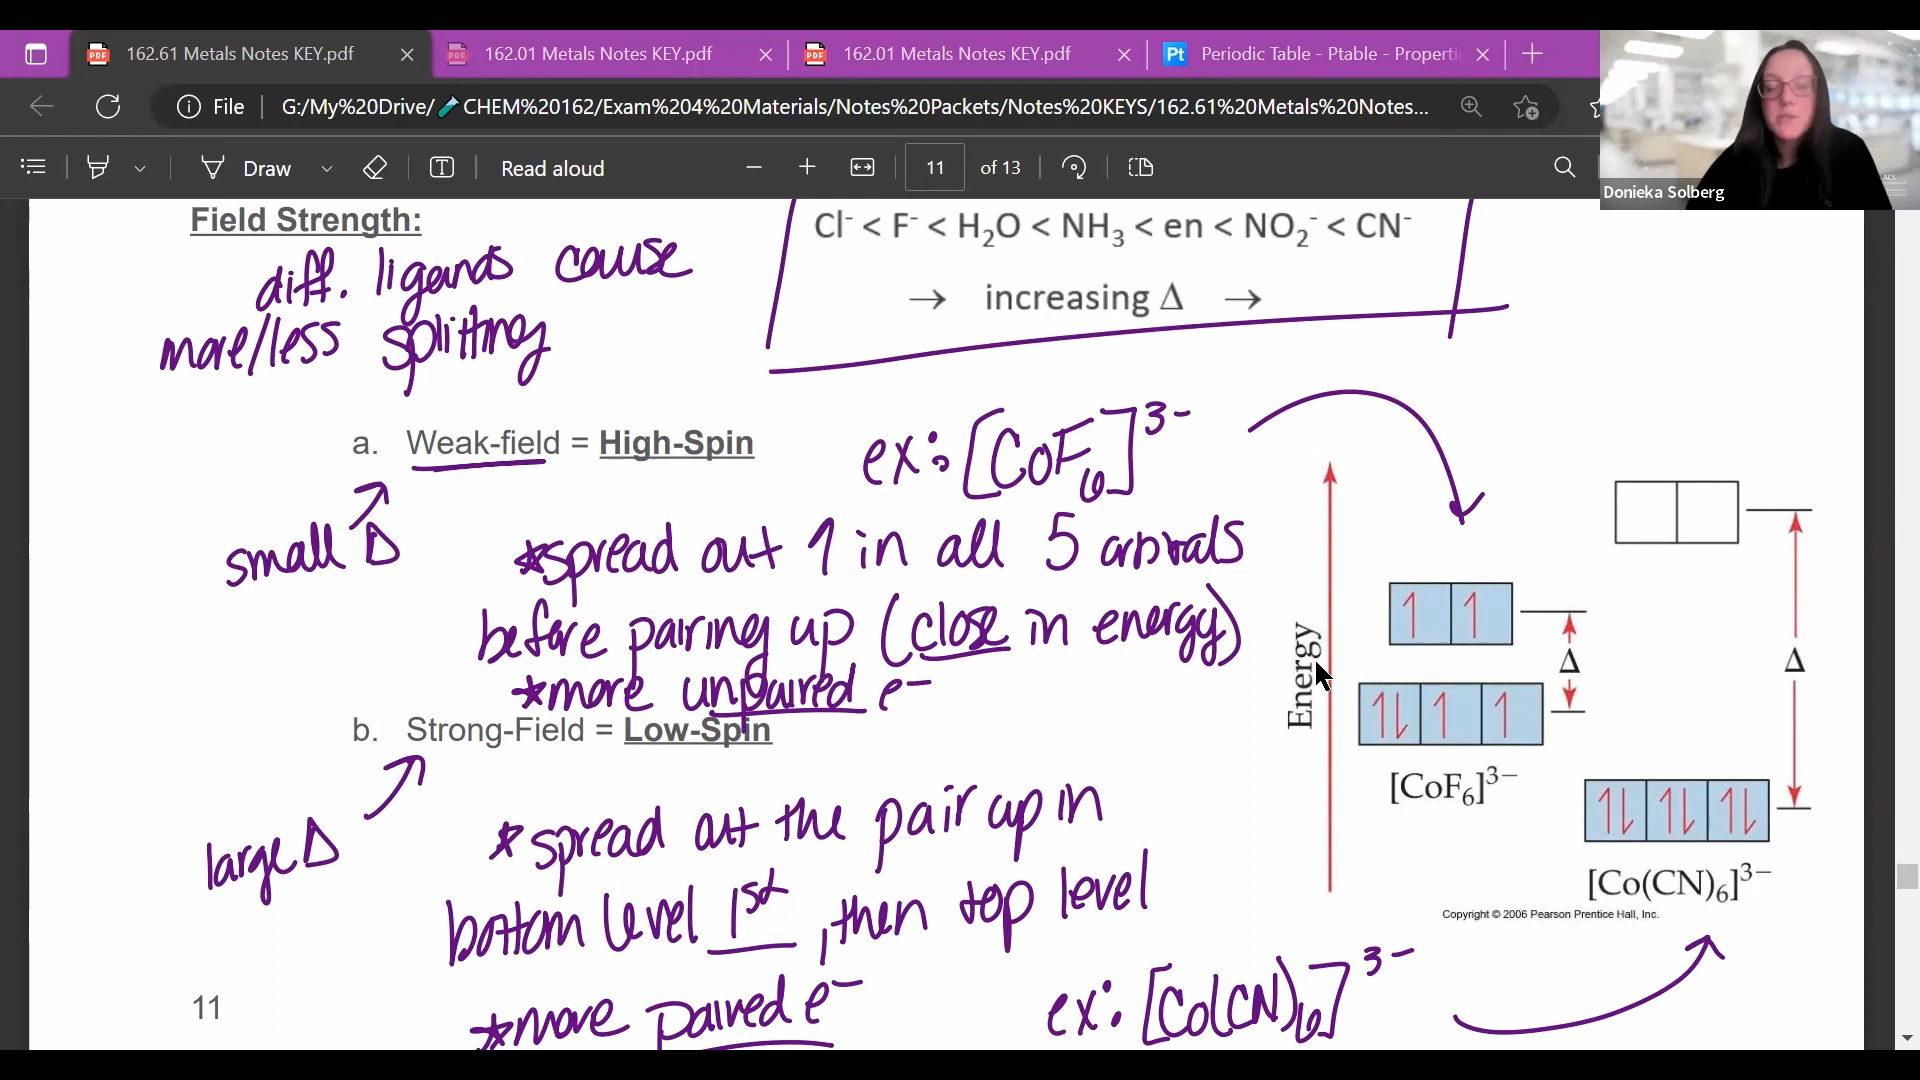 162.61 Metals Notes KEY.pdf
162.01 Metals Notes KEY.pdf
162.01 Metals Notes KEY.pdf
Pt Periodic Table - Ptable - Properti
File G:/My%20Drive/🧪CHEM%20162/Exam%204%20Materials/Notes%20Packets/Notes%20KEYS/162.61%20Metals%20Notes...
Draw
Read aloud
11 of 13
Donieka Solberg
Field Strength:
diff. ligands cause
more/less splitting
Cl⁻ < F⁻ < H₂O < NH₃ < en < NO₂⁻ < CN⁻
→ increasing Δ →
a. Weak-field = High-Spin
small Δ
ex: [CoF₆]³⁻
*spread out 1 in all 5 orbitals
before pairing up (close in energy)
*more unpaired e⁻
b. Strong-Field = Low-Spin
large Δ
*spread out the pair up in
bottom level 1st, then top level
*more paired e⁻
ex: [Co(CN)₆]³⁻
Energy
Δ
Δ
[CoF₆]³⁻
[Co(CN)₆]³⁻
Copyright © 2006 Pearson Prentice Hall, Inc.
11